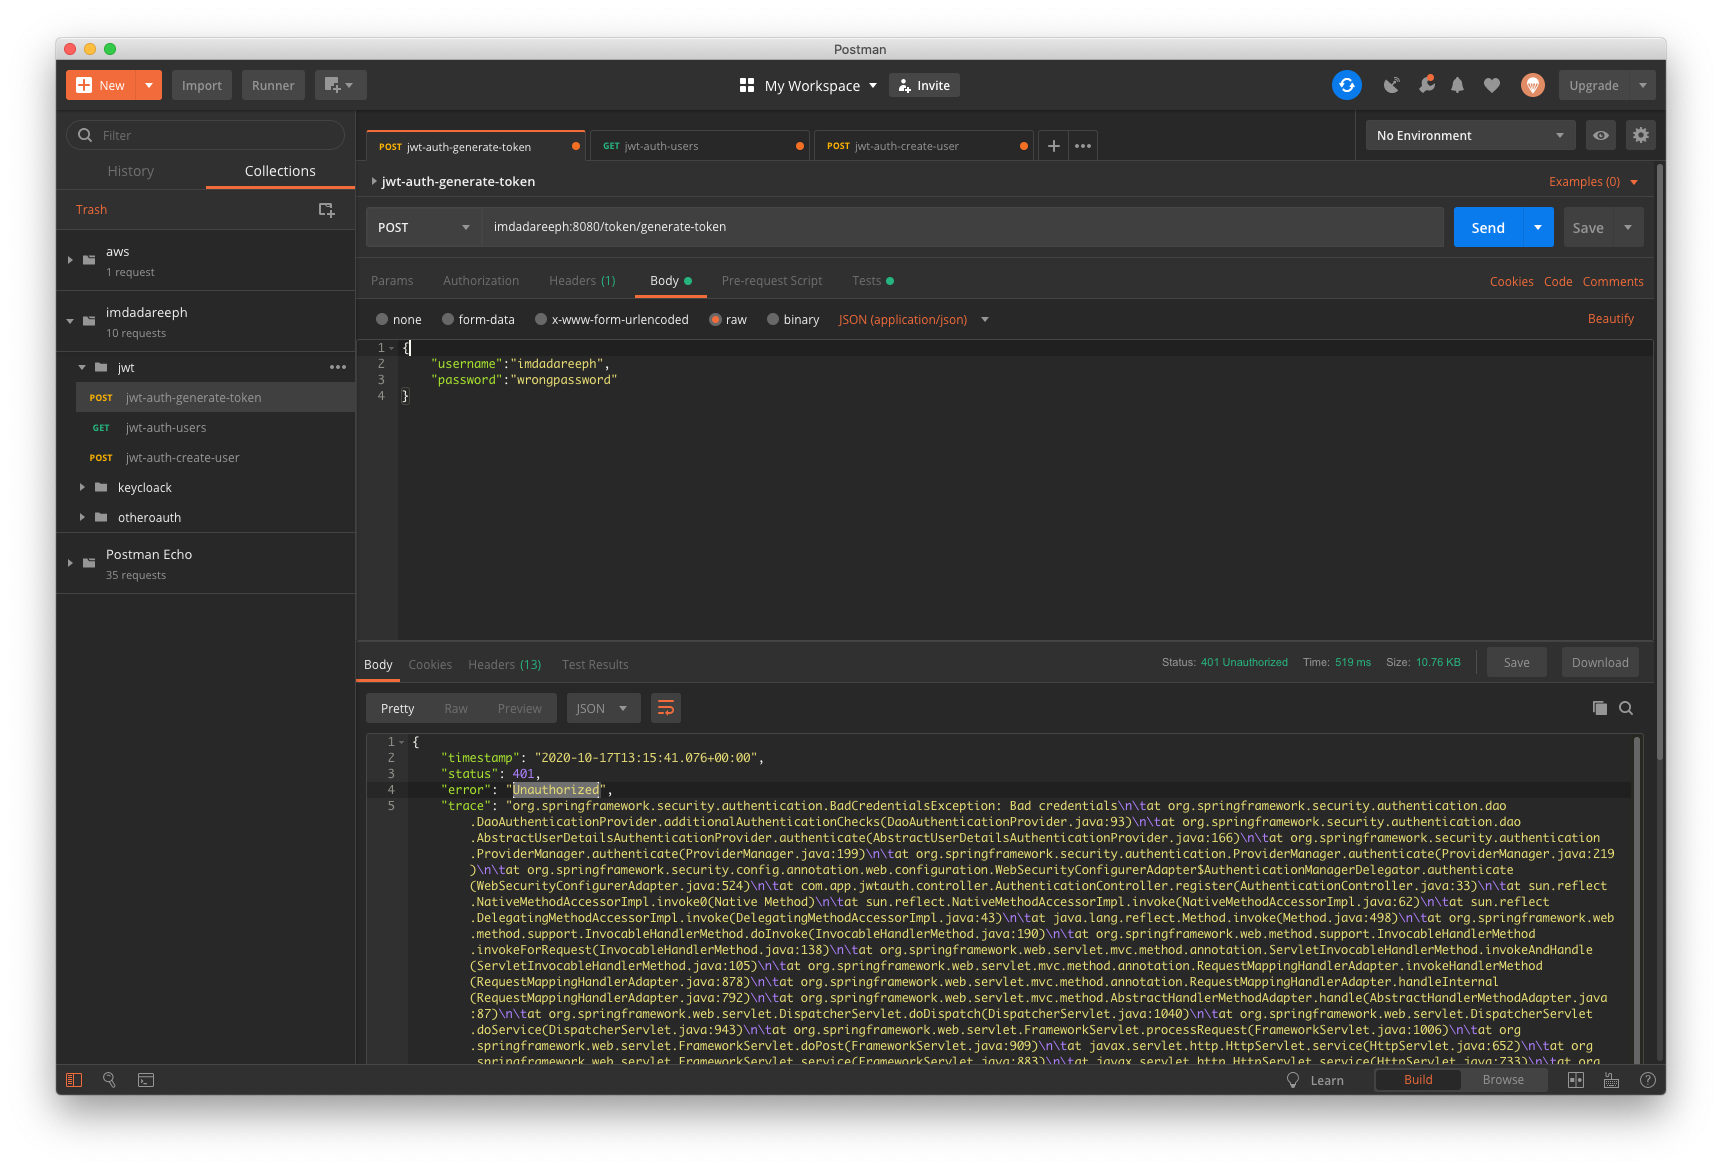 Postman
New
Import
Runner
My Workspace
Invite
Upgrade
Filter
History
Collections
Trash
aws
1 request
imdadareeph
10 requests
jwt
POST jwt-auth-generate-token
GET jwt-auth-users
POST jwt-auth-create-user
keycloack
otheroauth
Postman Echo
35 requests
POST jwt-auth-generate-token
GET jwt-auth-users
POST jwt-auth-create-user
No Environment
jwt-auth-generate-token
Examples (0)
POST
imdadareeph:8080/token/generate-token
Send
Save
Params
Authorization
Headers (1)
Body
Pre-request Script
Tests
Cookies
Code
Comments
none
form-data
x-www-form-urlencoded
raw
binary
JSON (application/json)
Beautify
1 {
2 "username":"imdadareeph",
3 "password":"wrongpassword"
4 }
Body
Cookies
Headers (13)
Test Results
Status: 401 Unauthorized
Time: 519 ms
Size: 10.76 KB
Save
Download
Pretty
Raw
Preview
JSON
1 {
2 "timestamp": "2020-10-17T13:15:41.076+00:00",
3 "status": 401,
4 "error": "Unauthorized",
5 "trace": "org.springframework.security.authentication.BadCredentialsException: Bad credentials\n\tat org.springframework.security.authentication.dao
.DaoAuthenticationProvider.additionalAuthenticationChecks(DaoAuthenticationProvider.java:93)\n\tat org.springframework.security.authentication.dao
.AbstractUserDetailsAuthenticationProvider.authenticate(AbstractUserDetailsAuthenticationProvider.java:166)\n\tat org.springframework.security.authentication
.ProviderManager.authenticate(ProviderManager.java:199)\n\tat org.springframework.security.authentication.ProviderManager.authenticate(ProviderManager.java:219
)\n\tat org.springframework.security.config.annotation.web.configuration.WebSecurityConfigurerAdapter$AuthenticationManagerDelegator.authenticate
(WebSecurityConfigurerAdapter.java:524)\n\tat com.app.jwtauth.controller.AuthenticationController.register(AuthenticationController.java:33)\n\tat sun.reflect
.NativeMethodAccessorImpl.invoke0(Native Method)\n\tat sun.reflect.NativeMethodAccessorImpl.invoke(NativeMethodAccessorImpl.java:62)\n\tat sun.reflect
.DelegatingMethodAccessorImpl.invoke(DelegatingMethodAccessorImpl.java:43)\n\tat java.lang.reflect.Method.invoke(Method.java:498)\n\tat org.springframework.web
.method.support.InvocableHandlerMethod.doInvoke(InvocableHandlerMethod.java:190)\n\tat org.springframework.web.method.support.InvocableHandlerMethod
.invokeForRequest(InvocableHandlerMethod.java:138)\n\tat org.springframework.web.servlet.mvc.method.annotation.ServletInvocableHandlerMethod.invokeAndHandle
(ServletInvocableHandlerMethod.java:105)\n\tat org.springframework.web.servlet.mvc.method.annotation.RequestMappingHandlerAdapter.invokeHandlerMethod
(RequestMappingHandlerAdapter.java:878)\n\tat org.springframework.web.servlet.mvc.method.annotation.RequestMappingHandlerAdapter.handleInternal
(RequestMappingHandlerAdapter.java:792)\n\tat org.springframework.web.servlet.mvc.method.AbstractHandlerMethodAdapter.handle(AbstractHandlerMethodAdapter.java
:87)\n\tat org.springframework.web.servlet.DispatcherServlet.doDispatch(DispatcherServlet.java:1040)\n\tat org.springframework.web.servlet.DispatcherServlet
.doService(DispatcherServlet.java:943)\n\tat org.springframework.web.servlet.FrameworkServlet.processRequest(FrameworkServlet.java:1006)\n\tat org
.springframework.web.servlet.FrameworkServlet.doPost(FrameworkServlet.java:909)\n\tat javax.servlet.http.HttpServlet.service(HttpServlet.java:652)\n\tat org
.springframework.web.servlet.FrameworkServlet.service(FrameworkServlet.java:883)\n\tat javax.servlet.http.HttpServlet.service(HttpServlet.java:733)\n\tat org
Learn
Build
Browse